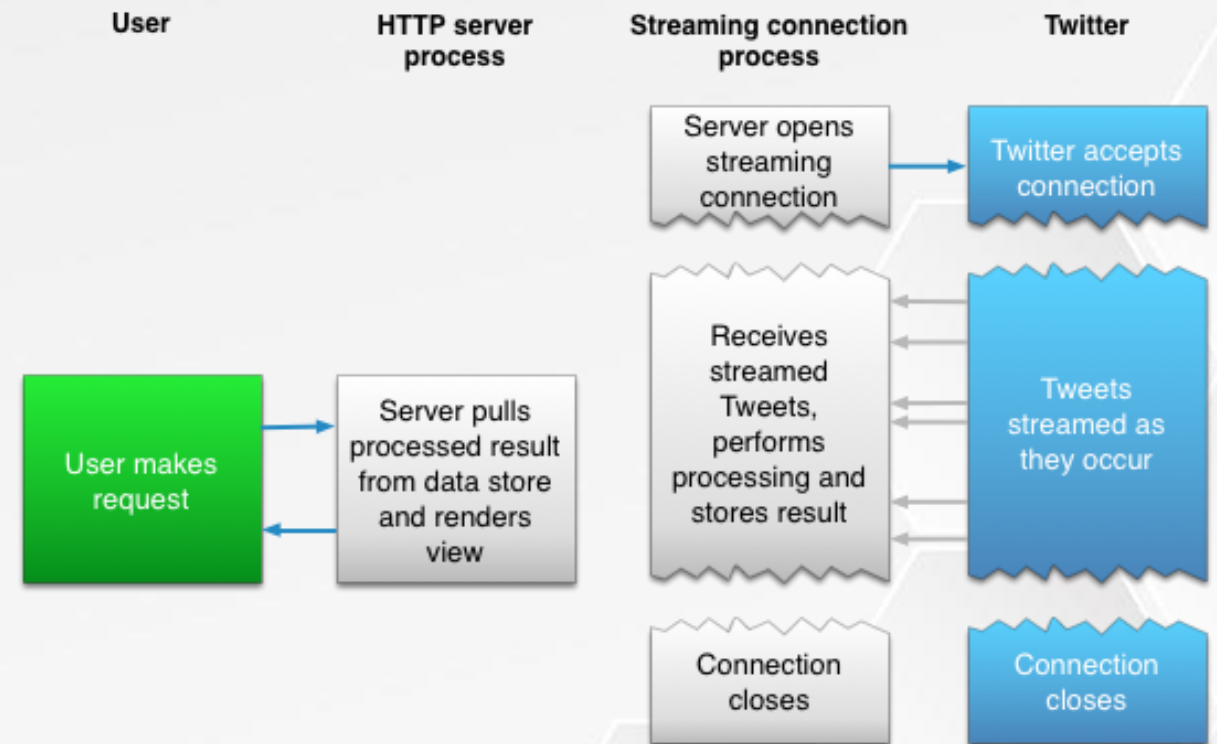 User
HTTP server
process
Streaming connection
process
Twitter
Server opens
streaming
connection
Twitter accepts
connection
User makes
request
Server pulls
processed result
from data store
and renders
view
Receives
streamed
Tweets,
performs
processing and
stores result
Tweets
streamed as
they occur
Connection
closes
Connection
closes